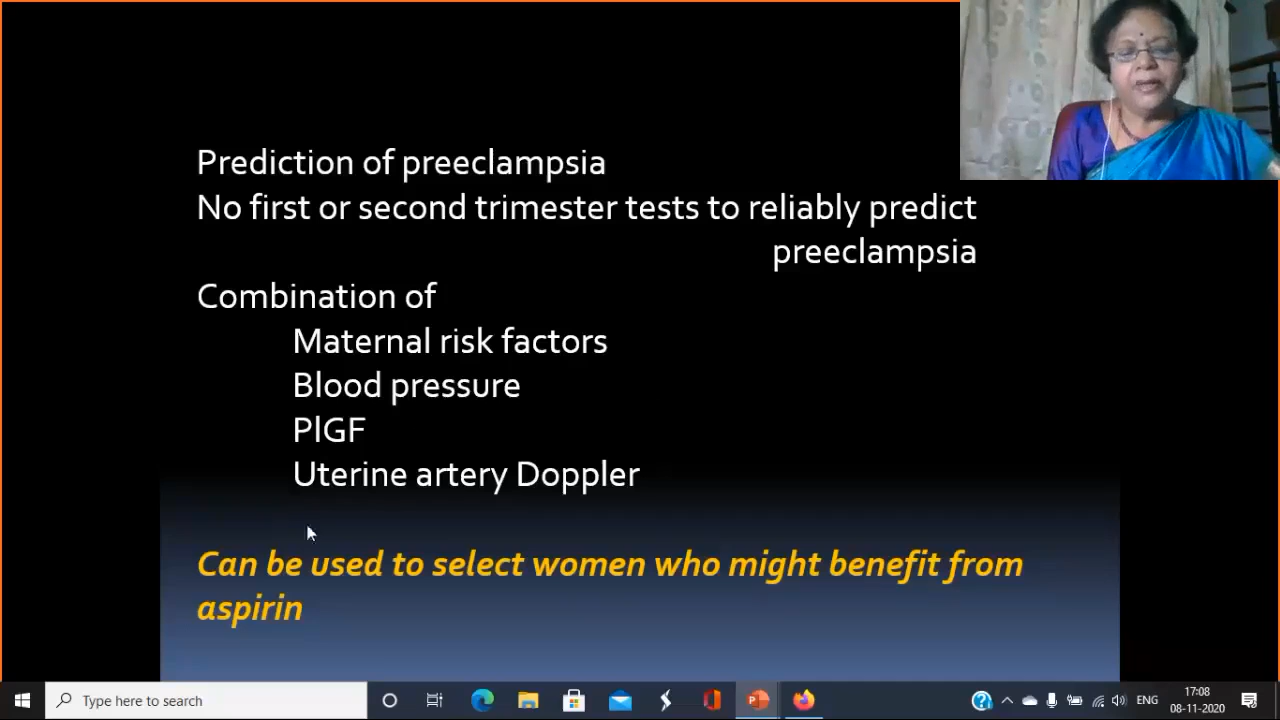 Prediction of preeclampsia
No first or second trimester tests to reliably predict
preeclampsia
Combination of
Maternal risk factors
Blood pressure
PlGF
Uterine artery Doppler
Can be used to select women who might benefit from
aspirin
Type here to search
ENG
17:08
08-11-2020